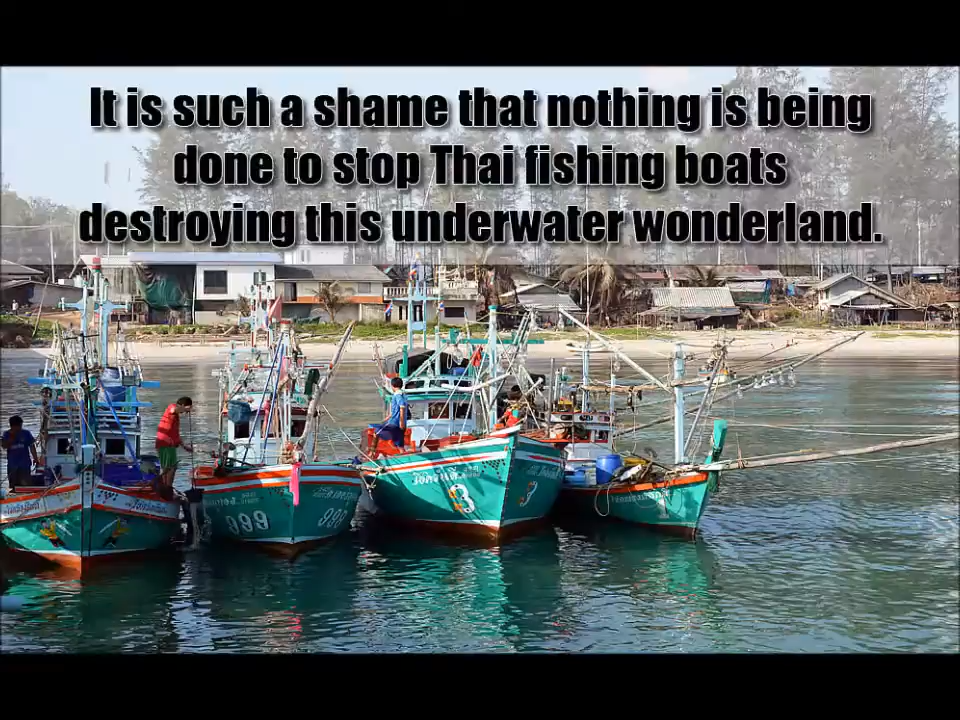 It is such a shame that nothing is being
done to stop Thai fishing boats
destroying this underwater wonderland.
999
999
3
3